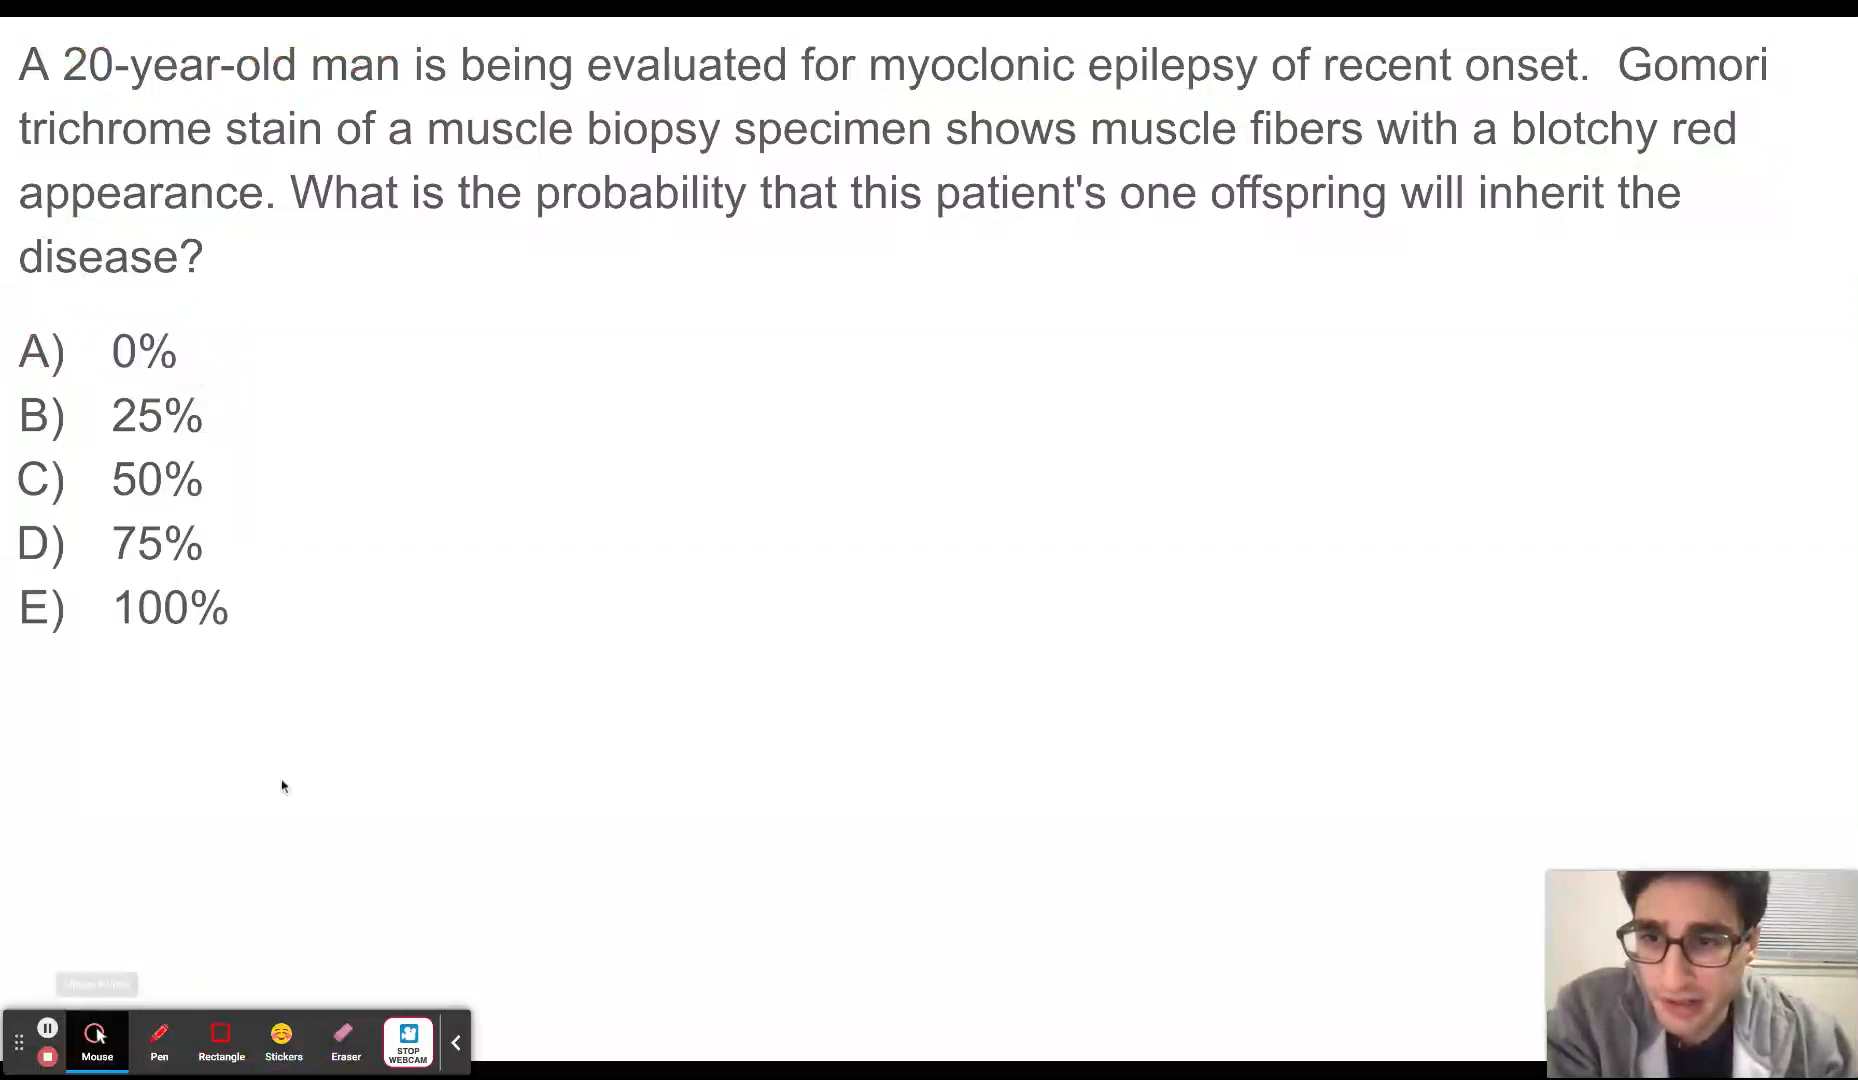 A 20-year-old man is being evaluated for myoclonic epilepsy of recent onset.  Gomori
trichrome stain of a muscle biopsy specimen shows muscle fibers with a blotchy red
appearance. What is the probability that this patient's one offspring will inherit the
disease?
A) 0%
B) 25%
C) 50%
D) 75%
E) 100%
Mouse
Pen
Rectangle
Stickers
Eraser
STOP
WEBCAM